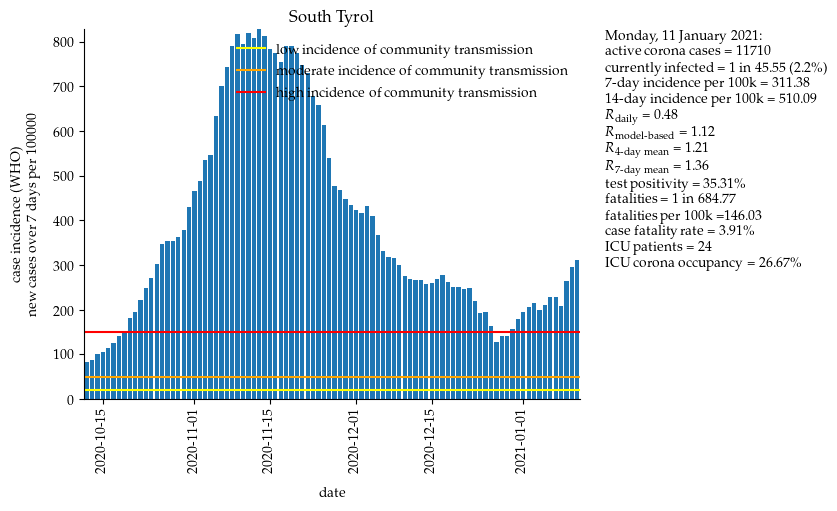 South Tyrol
800
700
600
500
400
300
200
100
0
case incidence (WHO)
new cases over 7 days per 100000
low incidence of community transmission
moderate incidence of community transmission
high incidence of community transmission
2020-10-15
2020-11-01
2020-11-15
2020-12-01
2020-12-15
2021-01-01
date
Monday, 11 January 2021:
active corona cases = 11710
currently infected = 1 in 45.55 (2.2%)
7-day incidence per 100k = 311.38
14-day incidence per 100k = 510.09
R daily = 0.48
R model-based = 1.12
R 4-day mean = 1.21
R 7-day mean = 1.36
test positivity = 35.31%
fatalities = 1 in 684.77
fatalities per 100k =146.03
case fatality rate = 3.91%
ICU patients = 24
ICU corona occupancy = 26.67%